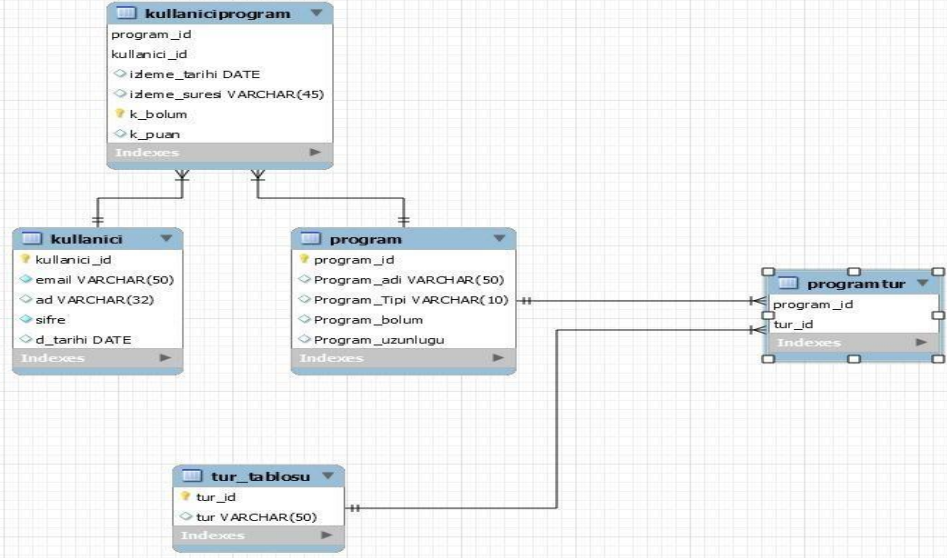 kullaniciprogram
program_id
kullanici_id
izleme_tarihi DATE
izleme_suresi VARCHAR(45)
k_bolum
k_puan
Indexes
kullanici
kullanici_id
email VARCHAR(50)
ad VARCHAR(32)
sifre
d_tarihi DATE
Indexes
program
program_id
Program_adi VARCHAR(50)
Program_Tipi VARCHAR(10)
Program_bolum
Program_uzunlugu
Indexes
programtur
program_id
tur_id
Indexes
tur_tablosu
tur_id
tur VARCHAR(50)
Indexes